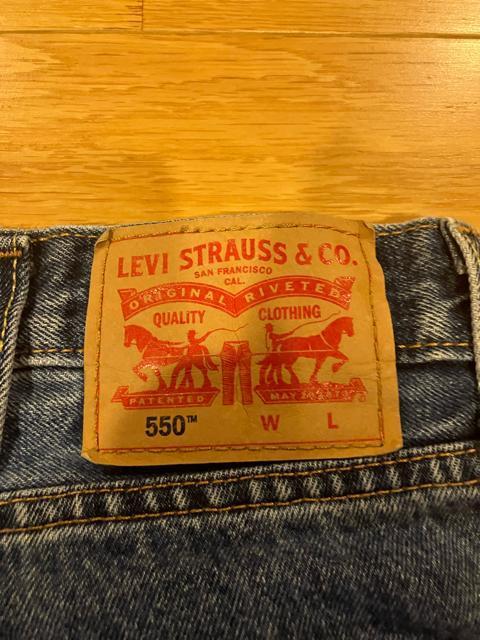 LEVI STRAUSS & CO.
SAN FRANCISCO
CAL.
ORIGINAL RIVETED
QUALITY CLOTHING
PATENTED MAY
550™ W L